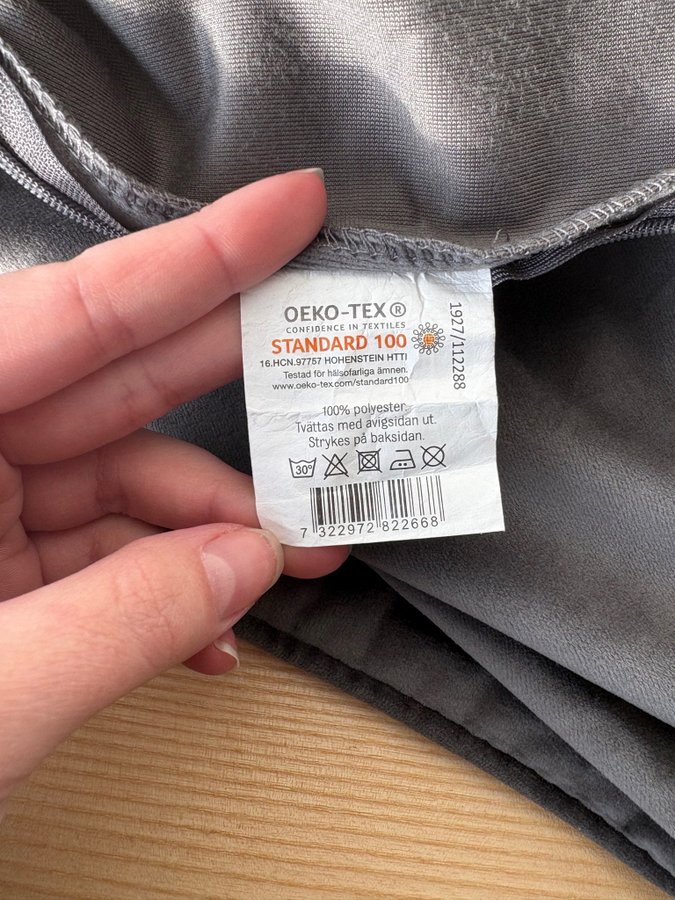 OEKO-TEX®
CONFIDENCE IN TEXTILES
STANDARD 100
16.HCN.97757 HOHENSTEIN HTTI
Testad för hälsofarliga ämnen.
www.oeko-tex.com/standard100
1927/112288
100% polyester.
Tvättas med avigsidan ut.
Strykes på baksidan.
30°
7 322972 822668